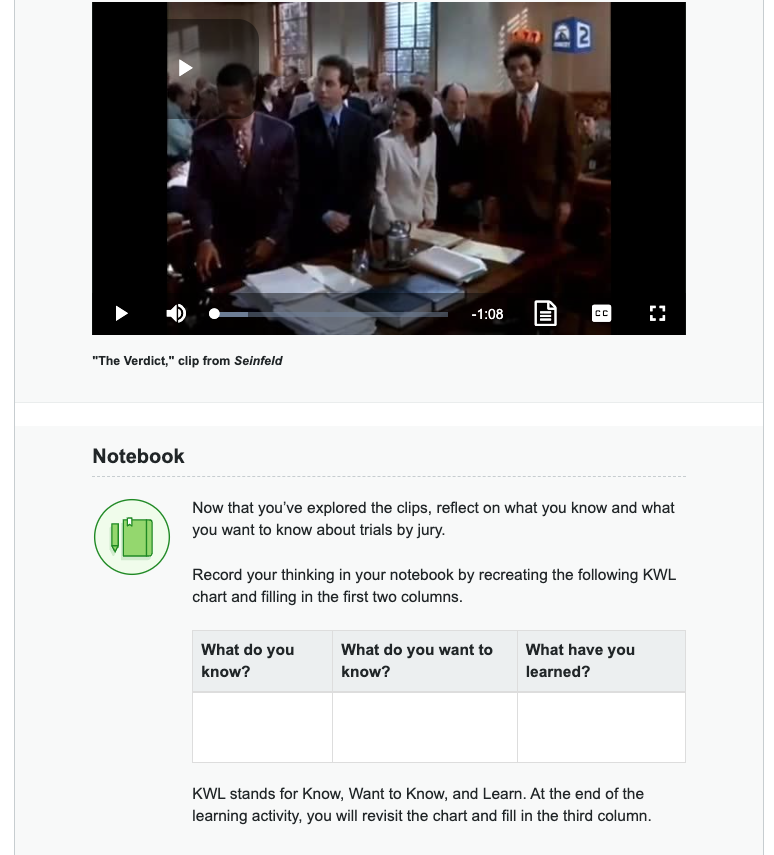 2
-1:08
CC
"The Verdict," clip from Seinfeld
Notebook
Now that you’ve explored the clips, reflect on what you know and what
you want to know about trials by jury.
Record your thinking in your notebook by recreating the following KWL
chart and filling in the first two columns.
What do you
know?
What do you want to
know?
What have you
learned?
KWL stands for Know, Want to Know, and Learn. At the end of the
learning activity, you will revisit the chart and fill in the third column.